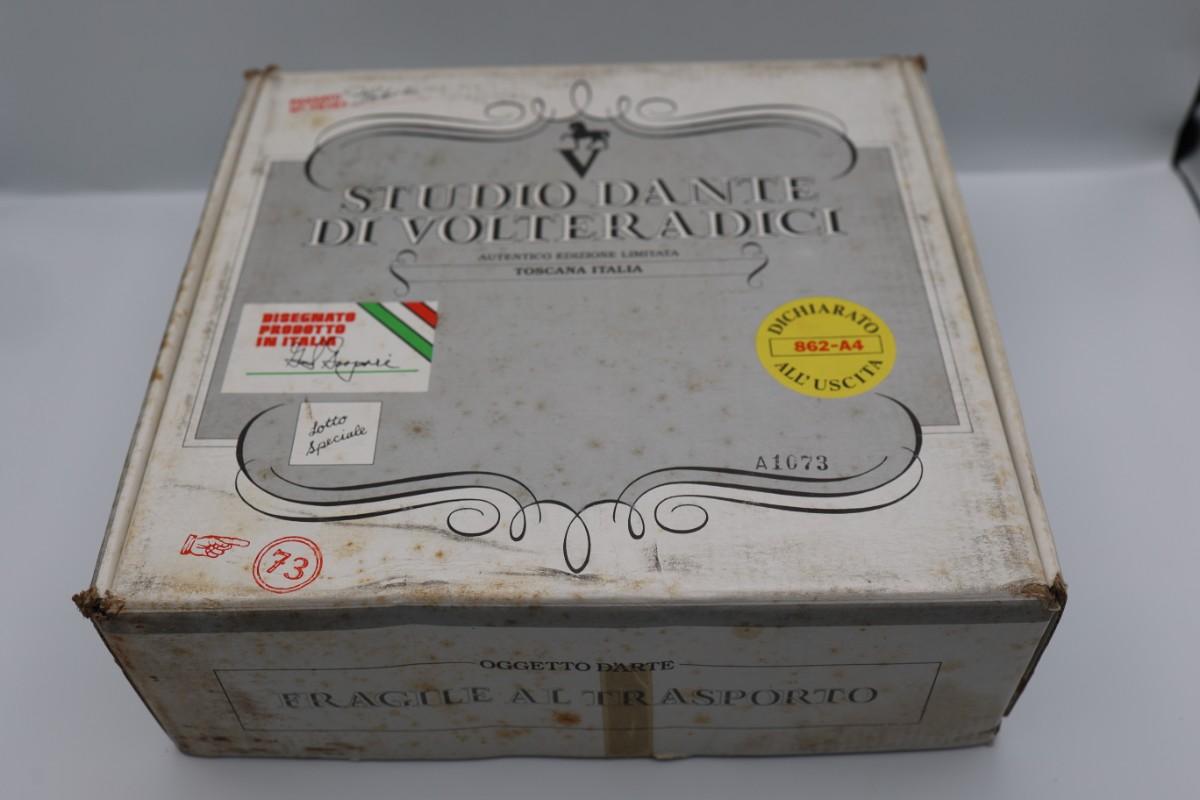 V
STUDIO DANTE
DI VOLTERADICI
AUTENTICO EDIZIONE LIMITATA
TOSCANA ITALIA
DISEGNATO
PRODOTTO
IN ITALIA
DICHIARATO
862-A4
ALL'USCITA
Lotto
Speciale
A1073
73
OGGETTO D'ARTE
FRAGILE AL TRASPORTO